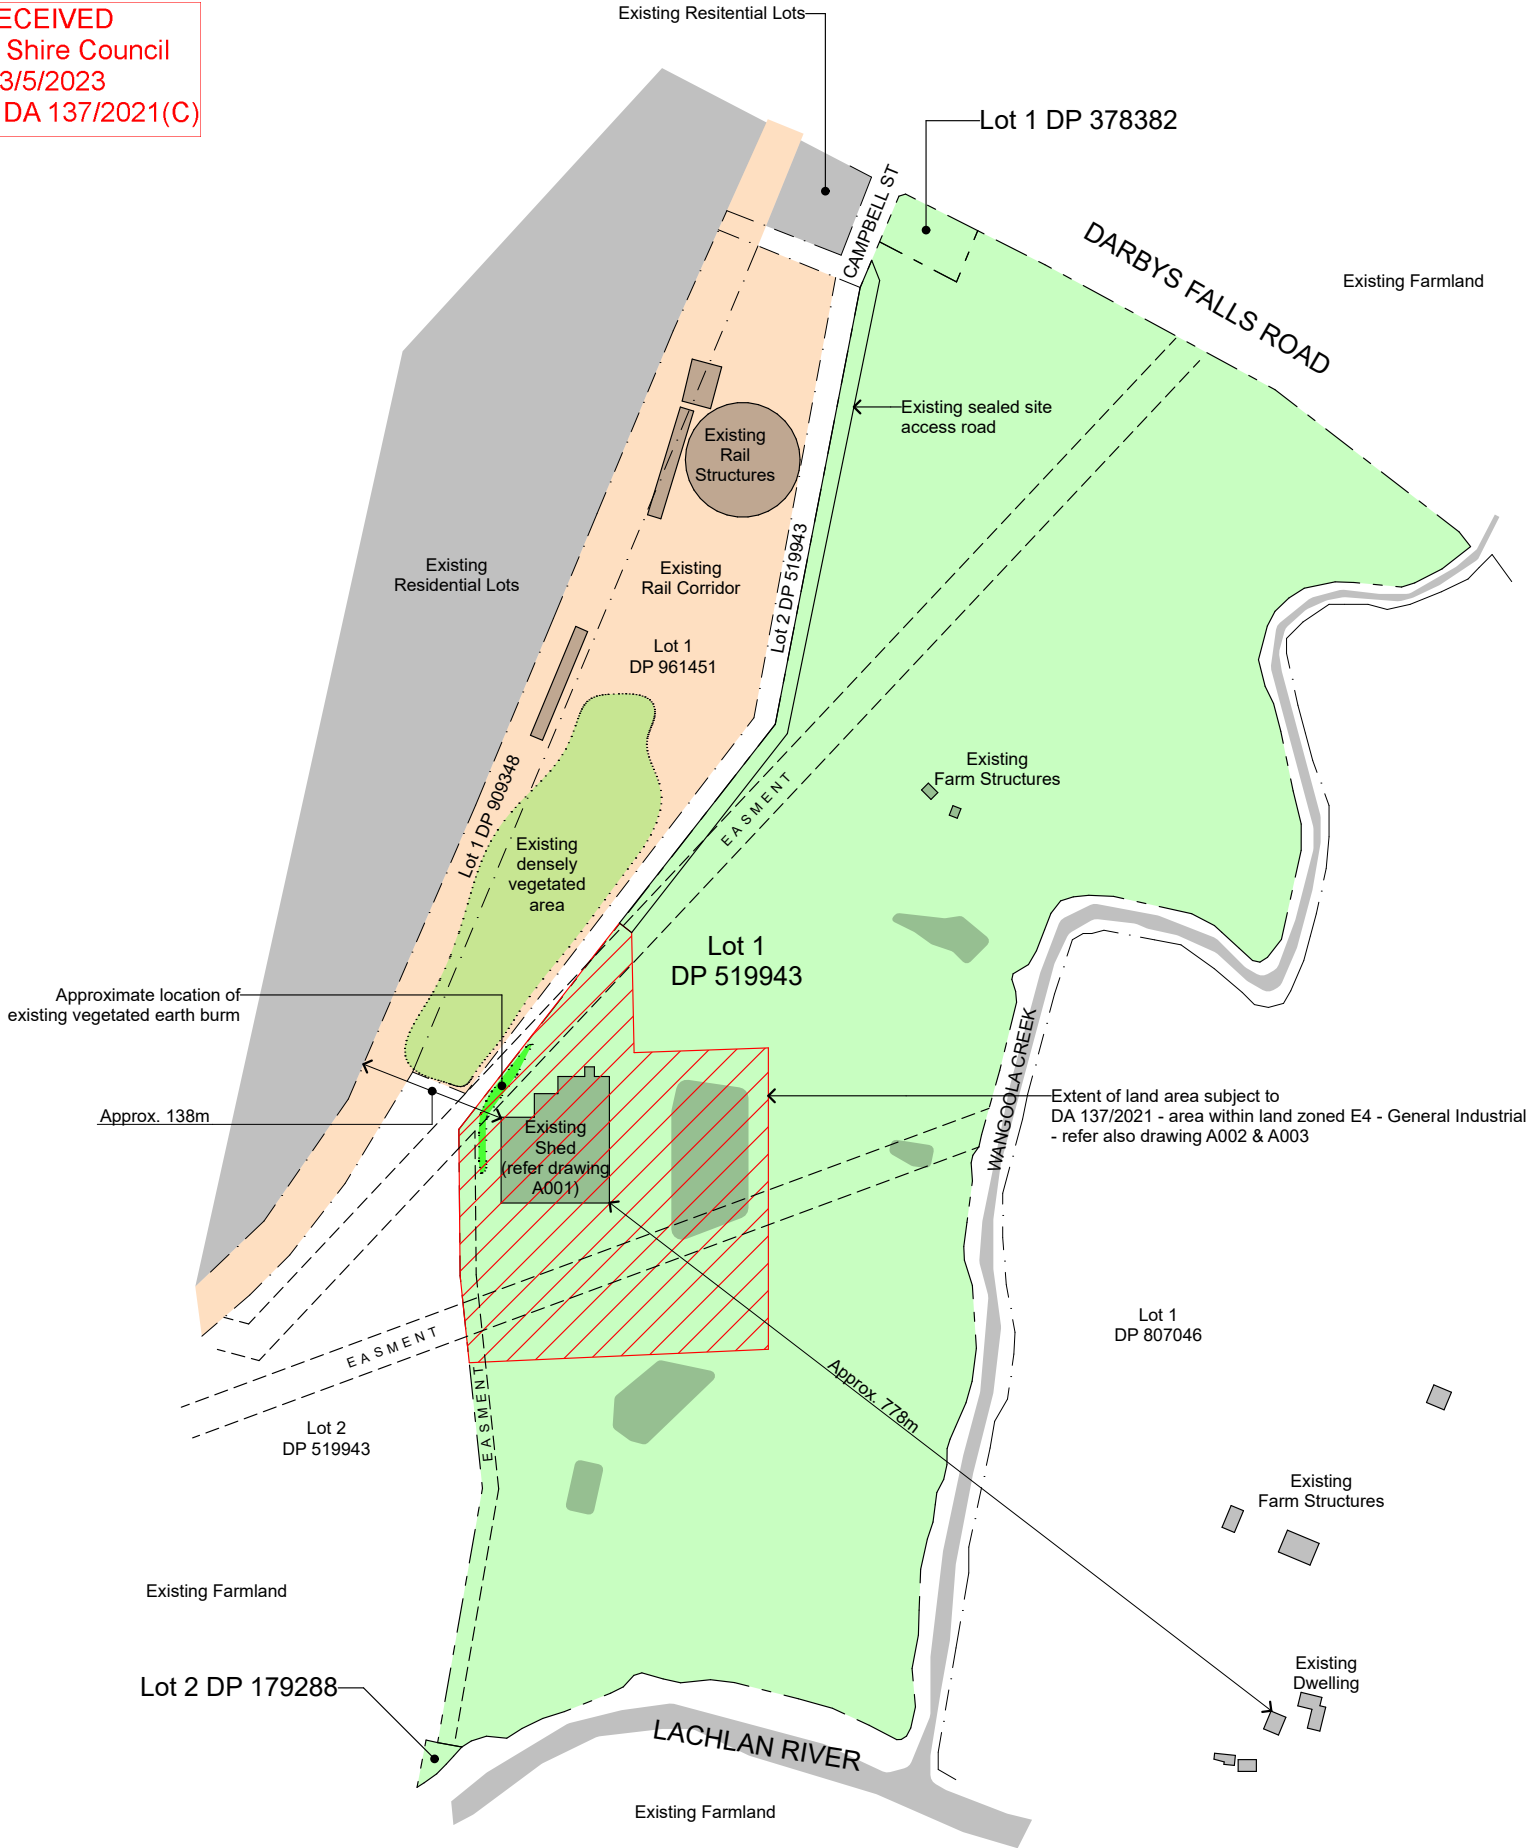 ECEIVED
Shire Council
3/5/2023
DA 137/2021(C)
Existing Resitential Lots
Lot 1 DP 378382
CAMPBELL ST
DARBYS FALLS ROAD
Existing Farmland
Existing sealed site
access road
Existing
Rail
Structures
Existing
Residential Lots
Existing
Rail Corridor
Lot 2 DP 519943
Lot 1
DP 961451
Existing
Farm Structures
EASMENT
Lot 1 DP 909348
Existing
densely
vegetated
area
Lot 1
DP 519943
Approximate location of
existing vegetated earth burm
WANGOOLA CREEK
Extent of land area subject to
DA 137/2021 - area within land zoned E4 - General Industrial
- refer also drawing A002 & A003
Approx. 138m
Existing
Shed
(refer drawing
A001)
Lot 1
DP 807046
EASMENT
EASMENT
Approx. 778m
Lot 2
DP 519943
Existing
Farm Structures
Existing Farmland
Existing
Dwelling
Lot 2 DP 179288
LACHLAN RIVER
Existing Farmland